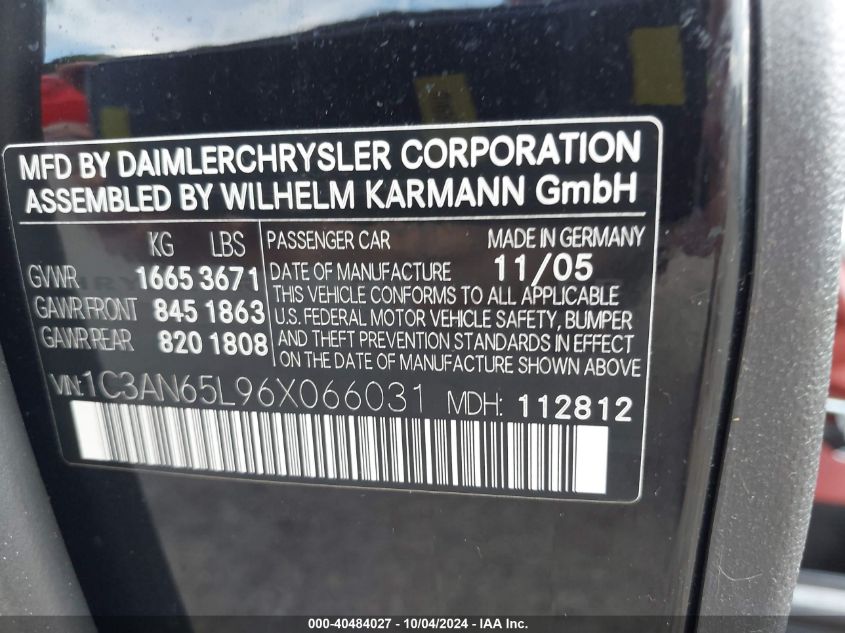 MFD BY DAIMLERCHRYSLER CORPORATION
ASSEMBLED BY WILHELM KARMANN GmbH
KG LBS
GVWR 1665 3671
GAWR FRONT 845 1863
GAWR REAR 820 1808
PASSENGER CAR MADE IN GERMANY
DATE OF MANUFACTURE 11/05
THIS VEHICLE CONFORMS TO ALL APPLICABLE
U.S. FEDERAL MOTOR VEHICLE SAFETY, BUMPER
AND THEFT PREVENTION STANDARDS IN EFFECT
ON THE DATE OF MANUFACTURE SHOWN ABOVE
VIN: 1C3AN65L96X066031 MDH: 112812
000-40484027 - 10/04/2024 - IAA Inc.